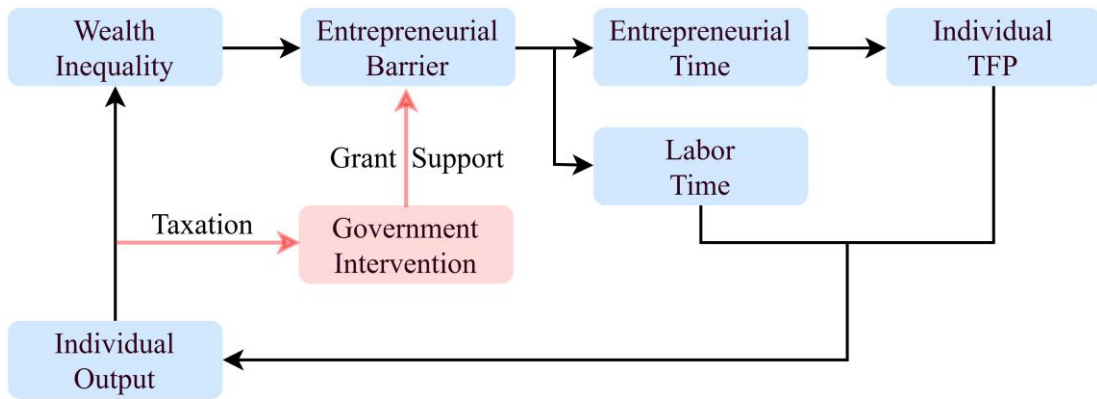 Wealth
Inequality
Entrepreneurial
Barrier
Entrepreneurial
Time
Individual
TFP
Grant Support
Labor
Time
Taxation
Government
Intervention
Individual
Output